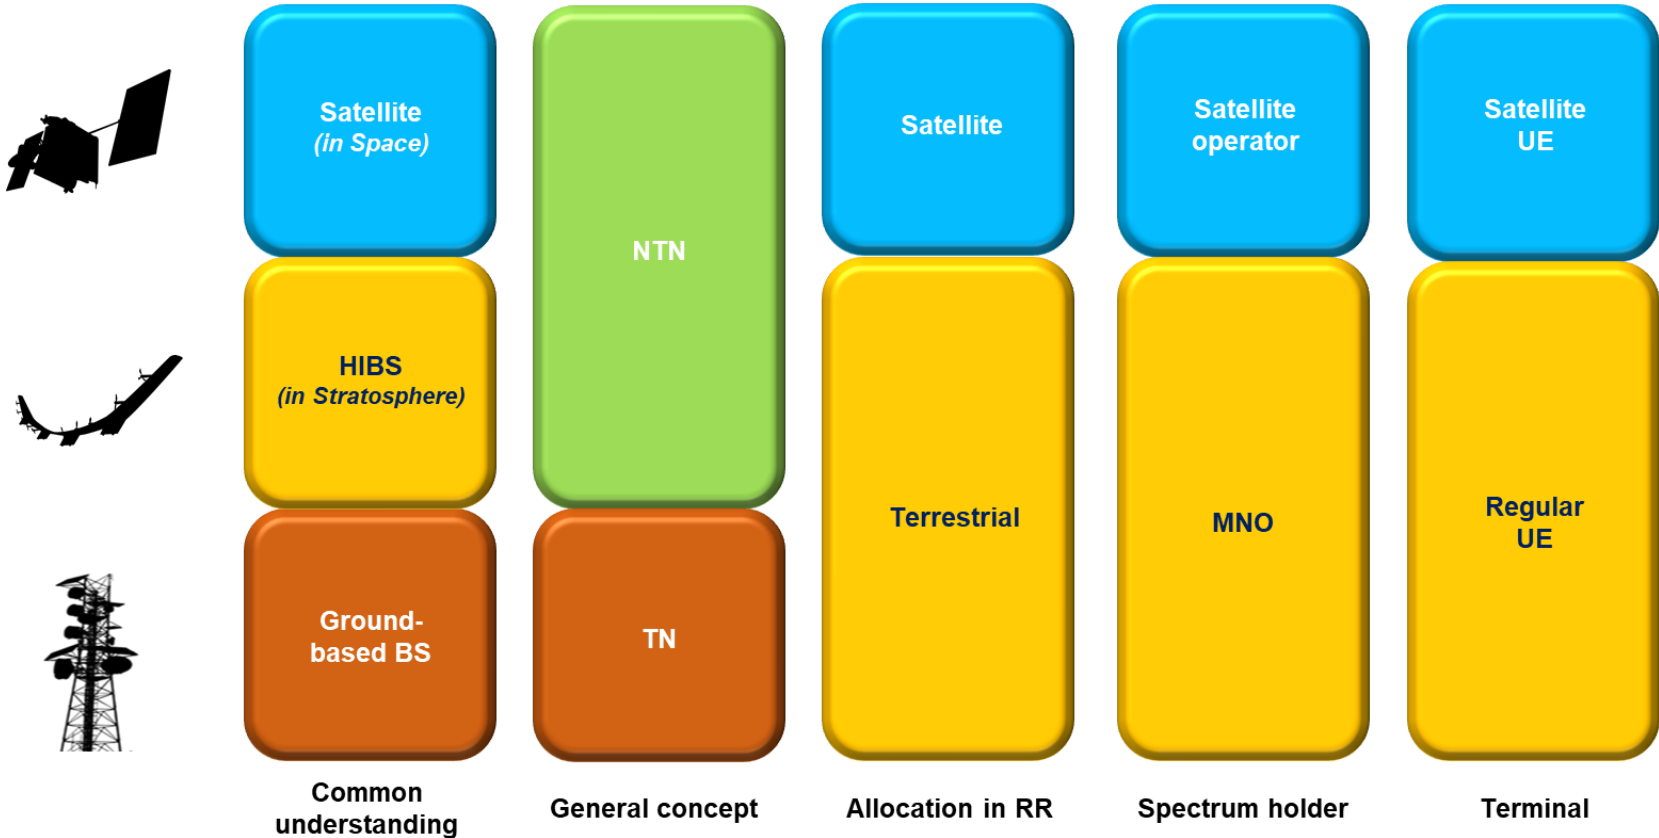 Satellite
(in Space)
NTN
Satellite
Satellite
operator
Satellite
UE
HIBS
(in Stratosphere)
Terrestrial
MNO
Regular
UE
Ground-
based BS
TN
Common
understanding
General concept
Allocation in RR
Spectrum holder
Terminal